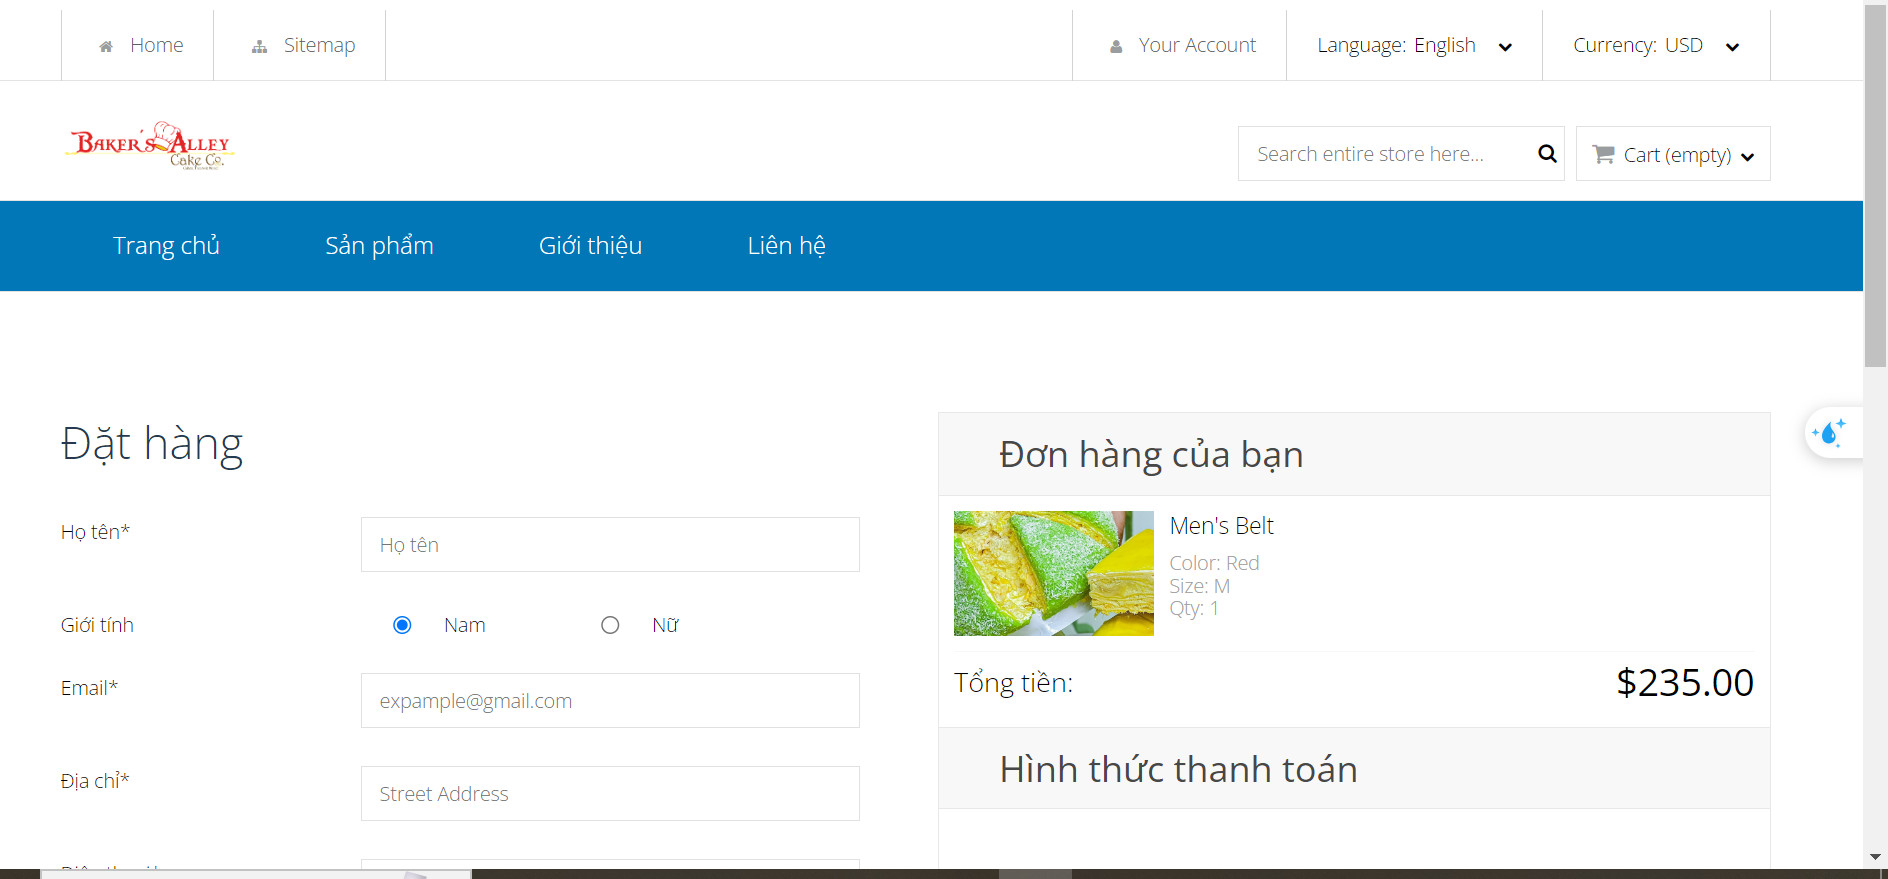 Home
Sitemap
Your Account
Language: English
Currency: USD
BAKER'S ALLEY
Cake Co.
Search entire store here...
Cart (empty)
Trang chủ
Sản phẩm
Giới thiệu
Liên hệ
Đặt hàng
Họ tên*
Họ tên
Giới tính
Nam
Nữ
Email*
expample@gmail.com
Địa chỉ*
Street Address
Đơn hàng của bạn
Men's Belt
Color: Red
Size: M
Qty: 1
Tổng tiền:
$235.00
Hình thức thanh toán